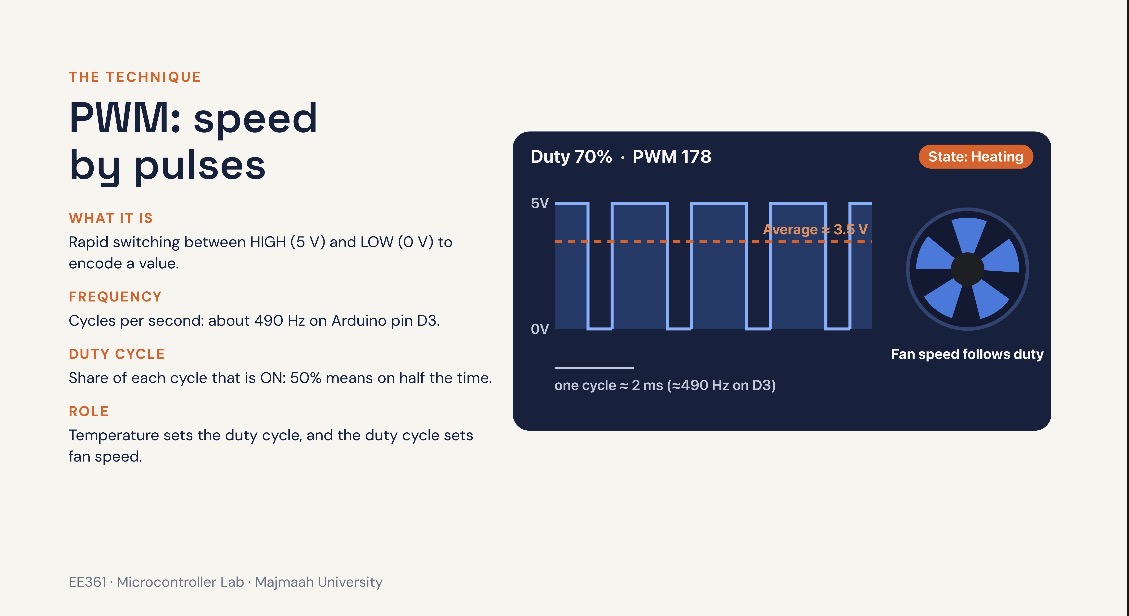 THE TECHNIQUE
PWM: speed
by pulses
WHAT IT IS
Rapid switching between HIGH (5 V) and LOW (0 V) to
encode a value.
FREQUENCY
Cycles per second: about 490 Hz on Arduino pin D3.
DUTY CYCLE
Share of each cycle that is ON: 50% means on half the time.
ROLE
Temperature sets the duty cycle, and the duty cycle sets
fan speed.
Duty 70% · PWM 178
State: Heating
5V
Average ≈ 3.5 V
0V
Fan speed follows duty
one cycle ≈ 2 ms (≈490 Hz on D3)
EE361 · Microcontroller Lab · Majmaah University